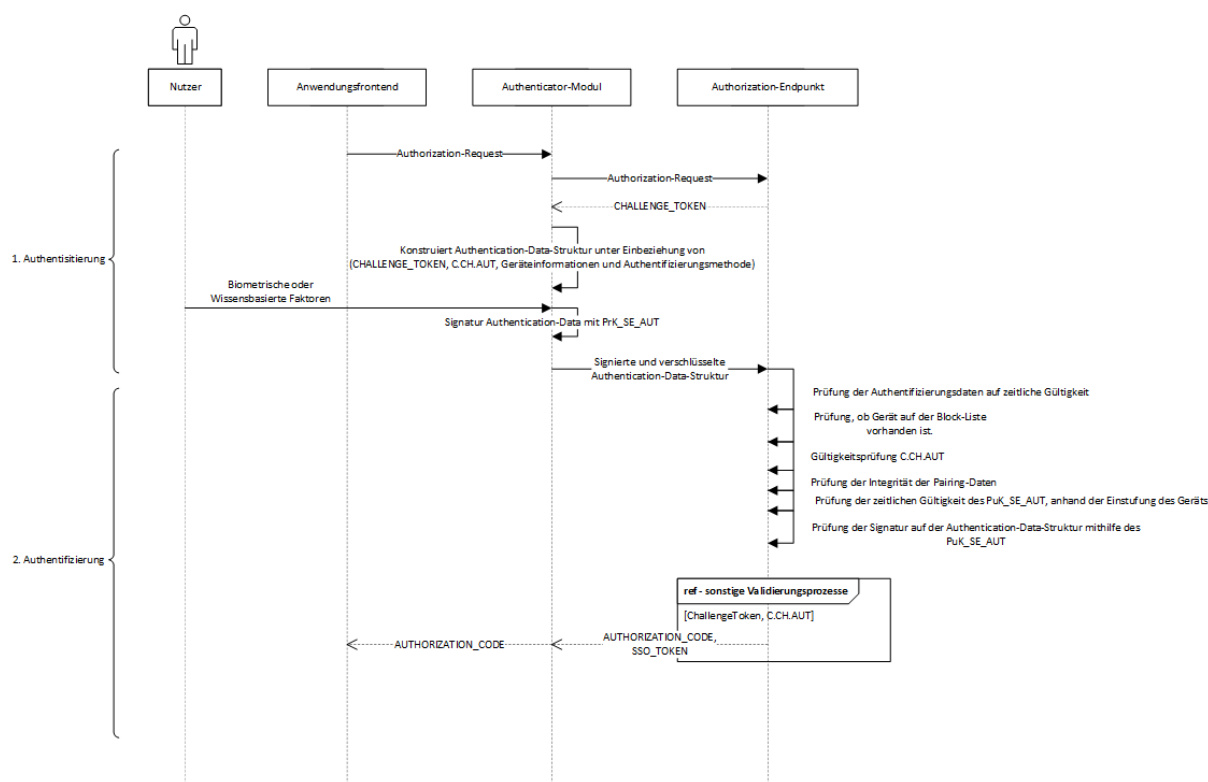 Nutzer
Anwendungsfrontend
Authenticator-Modul
Authorization-Endpunkt
Authorization-Request
Authorization-Request
CHALLENGE_TOKEN
Konstruiert Authentication-Data-Struktur unter Einbeziehung von
(CHALLENGE_TOKEN, C.CH.AUT, Geräteinformationen und Authentifizierungsmethode)
1. Authentisitierung
Biometrische oder
Wissensbasierte Faktoren
Signatur Authentication-Data mit PrK_SE_AUT
Signierte und verschlüsselte
Authentication-Data-Struktur
Prüfung der Authentifizierungsdaten auf zeitliche Gültigkeit
Prüfung, ob Gerät auf der Block-Liste
vorhanden ist.
Gültigkeitsprüfung C.CH.AUT
Prüfung der Integrität der Pairing-Daten
Prüfung der zeitlichen Gültigkeit des PuK_SE_AUT, anhand der Einstufung des Geräts
Prüfung der Signatur auf der Authentication-Data-Struktur mithilfe des
PuK_SE_AUT
2. Authentifizierung
ref - sonstige Validierungsprozesse
[ChallengeToken, C.CH.AUT]
AUTHORIZATION_CODE,
SSO_TOKEN
AUTHORIZATION_CODE